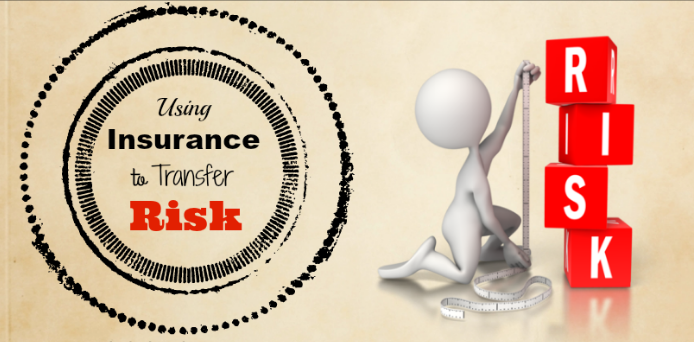 Using
Insurance
to Transfer
Risk
R
I
S
K